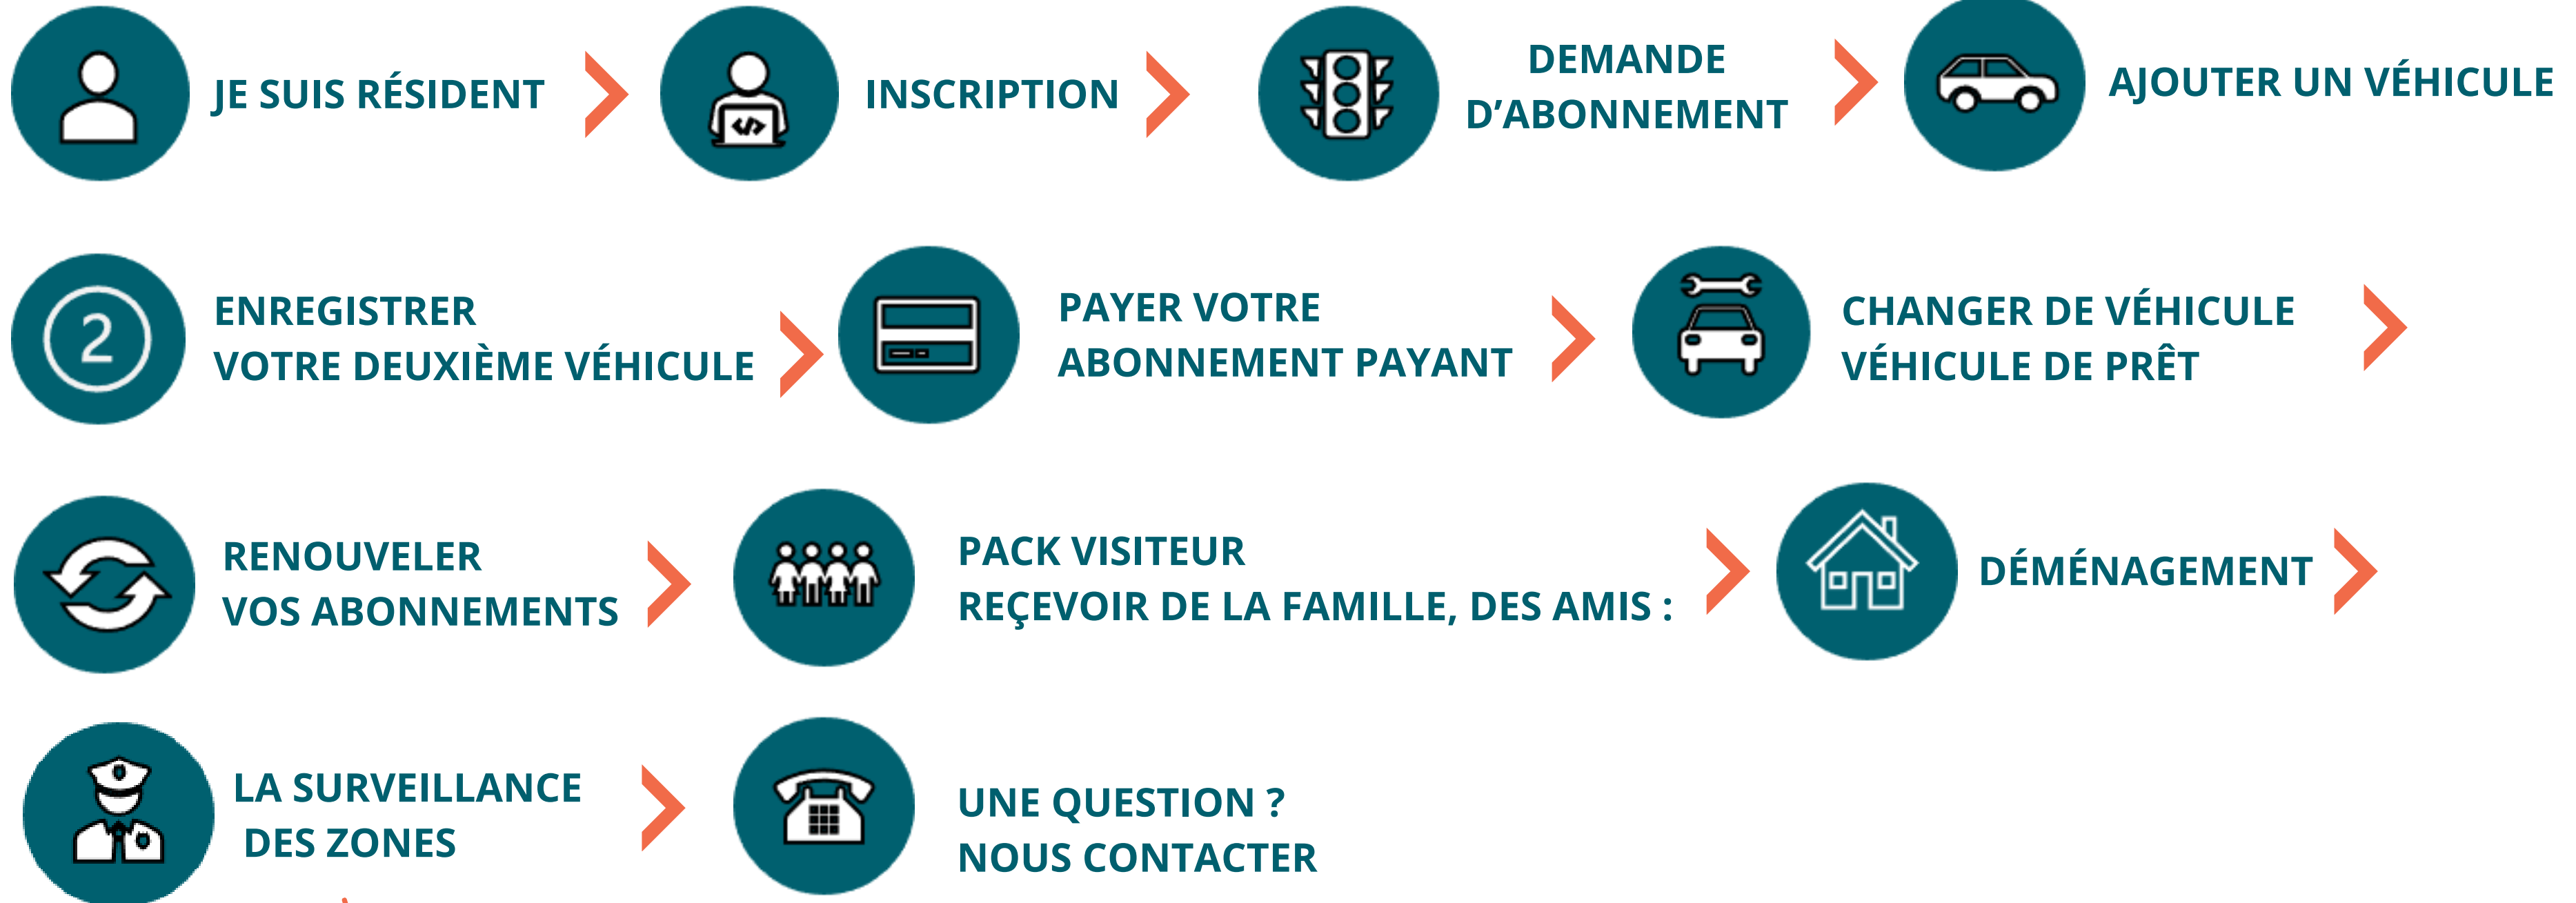 JE SUIS RÉSIDENT
INSCRIPTION
DEMANDE
D’ABONNEMENT
AJOUTER UN VÉHICULE
2
ENREGISTRER
VOTRE DEUXIÈME VÉHICULE
PAYER VOTRE
ABONNEMENT PAYANT
CHANGER DE VÉHICULE
VÉHICULE DE PRÊT
RENOUVELER
VOS ABONNEMENTS
PACK VISITEUR
REÇEVOIR DE LA FAMILLE, DES AMIS :
DÉMÉNAGEMENT
LA SURVEILLANCE
DES ZONES
UNE QUESTION ?
NOUS CONTACTER